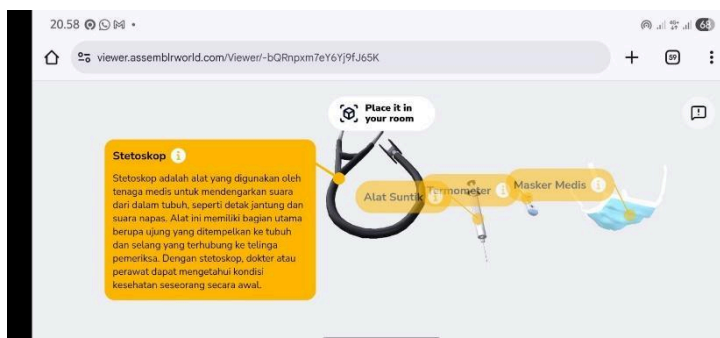 20.58
68
viewer.assemblrworld.com/Viewer/-bQRnpxm7eY6Yj9fJ65K
59
Place it in
your room
Stetoskop
Stetoskop adalah alat yang digunakan oleh
tenaga medis untuk mendengarkan suara
dari dalam tubuh, seperti detak jantung dan
suara napas. Alat ini memiliki bagian utama
berupa ujung yang ditempelkan ke tubuh
dan selang yang terhubung ke telinga
pemeriksa. Dengan stetoskop, dokter atau
perawat dapat mengetahui kondisi
kesehatan seseorang secara awal.
Alat Suntik
Termometer
Masker Medis